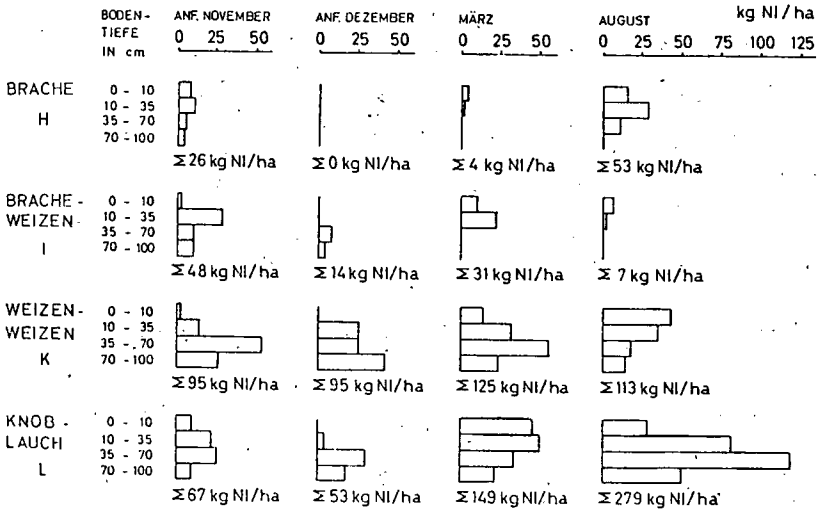 BODEN- ANF. NOVEMBER ANF. DEZEMBER MÄRZ AUGUST kg NI / ha
TIEFE 0 25 50 0 25 50 0 25 50 0 25 50 75 100 125
IN cm
BRACHE 0 - 10
H 10 - 35
35 - 70
70 - 100
Σ 26 kg NI/ha Σ 0 kg NI/ha Σ 4 kg NI/ha Σ 53 kg NI/ha
BRACHE - 0 - 10
WEIZEN 10 - 35
I 35 - 70
70 - 100
Σ 48 kg NI/ha Σ 14 kg NI/ha Σ 31 kg NI/ha Σ 7 kg NI/ha
WEIZEN - 0 - 10
WEIZEN 10 - 35
K 35 - 70
70 - 100
Σ 95 kg NI/ha Σ 95 kg NI/ha Σ 125 kg NI/ha Σ 113 kg NI/ha
KNOB - 0 - 10
LAUCH 10 - 35
L 35 - 70
70 - 100
Σ 67 kg NI/ha Σ 53 kg NI/ha Σ 149 kg NI/ha Σ 279 kg NI/ha